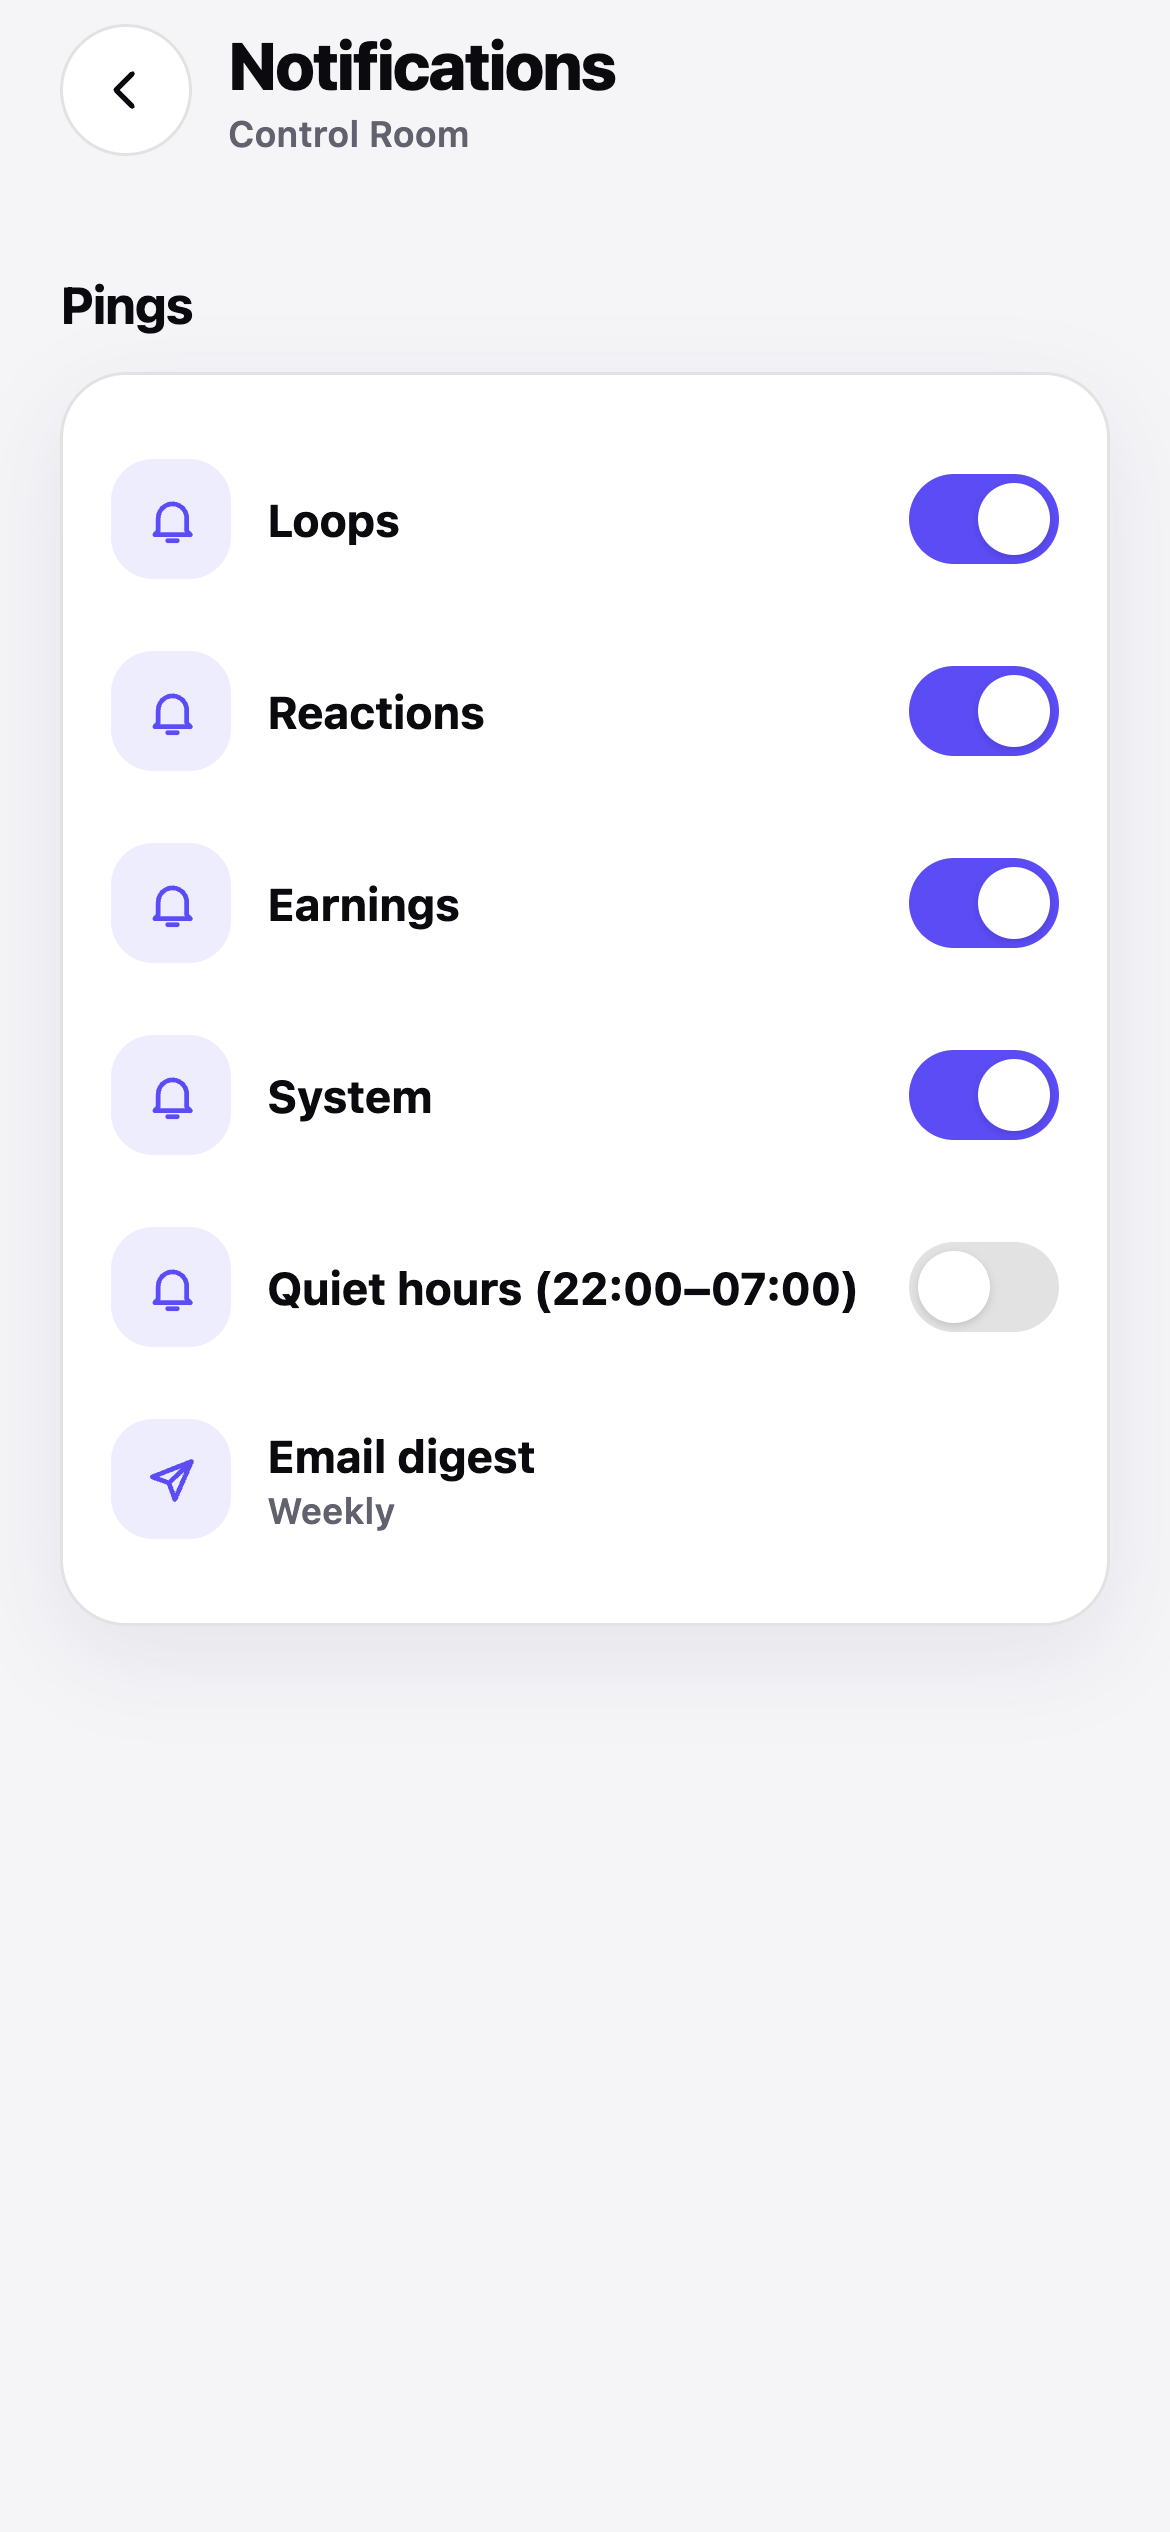 Notifications
Control Room
Pings
Loops
Reactions
Earnings
System
Quiet hours (22:00–07:00)
Email digest
Weekly